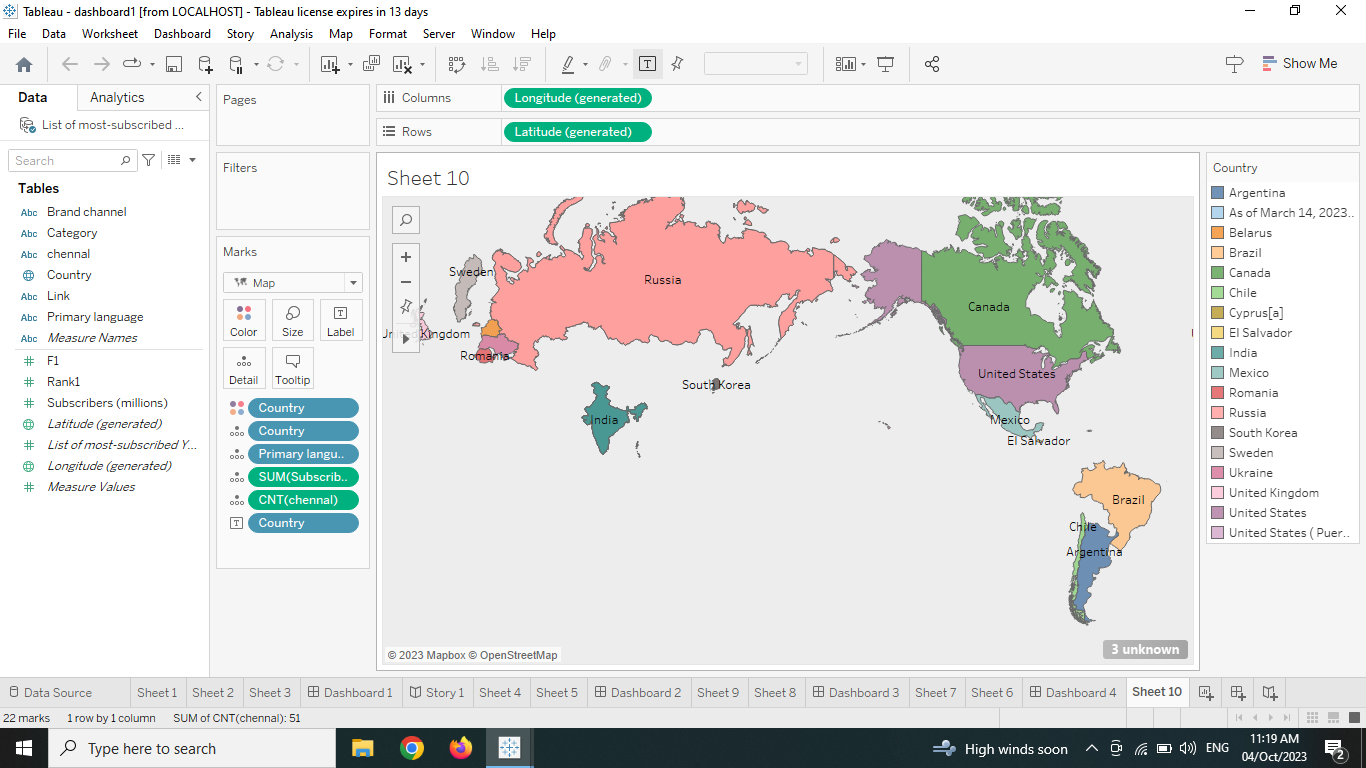 Tableau - dashboard1 [from LOCALHOST] - Tableau license expires in 13 days
File Data Worksheet Dashboard Story Analysis Map Format Server Window Help
Show Me
Data Analytics
List of most-subscribed ...
Search
Tables
Abc Brand channel
Abc Category
Abc chennal
Country
Abc Link
Abc Primary language
Abc Measure Names
F1
Rank1
Subscribers (millions)
Latitude (generated)
List of most-subscribed Y...
Longitude (generated)
Measure Values
Pages
Filters
Marks
Map
Color Size Label
Detail Tooltip
Country
Country
Primary langu..
SUM(Subscrib..
CNT(chennal)
Country
Columns Longitude (generated)
Rows Latitude (generated)
Sheet 10
Sweden
Russia
Canada
United Kingdom
Romania
United States
South Korea
India
Mexico
El Salvador
Brazil
Chile
Argentina
© 2023 Mapbox © OpenStreetMap
3 unknown
Country
Argentina
As of March 14, 2023..
Belarus
Brazil
Canada
Chile
Cyprus[a]
El Salvador
India
Mexico
Romania
Russia
South Korea
Sweden
Ukraine
United Kingdom
United States
United States ( Puer..
Data Source Sheet 1 Sheet 2 Sheet 3 Dashboard 1 Story 1 Sheet 4 Sheet 5 Dashboard 2 Sheet 9 Sheet 8 Dashboard 3 Sheet 7 Sheet 6 Dashboard 4 Sheet 10
22 marks 1 row by 1 column SUM of CNT(chennal): 51
Type here to search
High winds soon
ENG
11:19 AM
04/Oct/2023
2